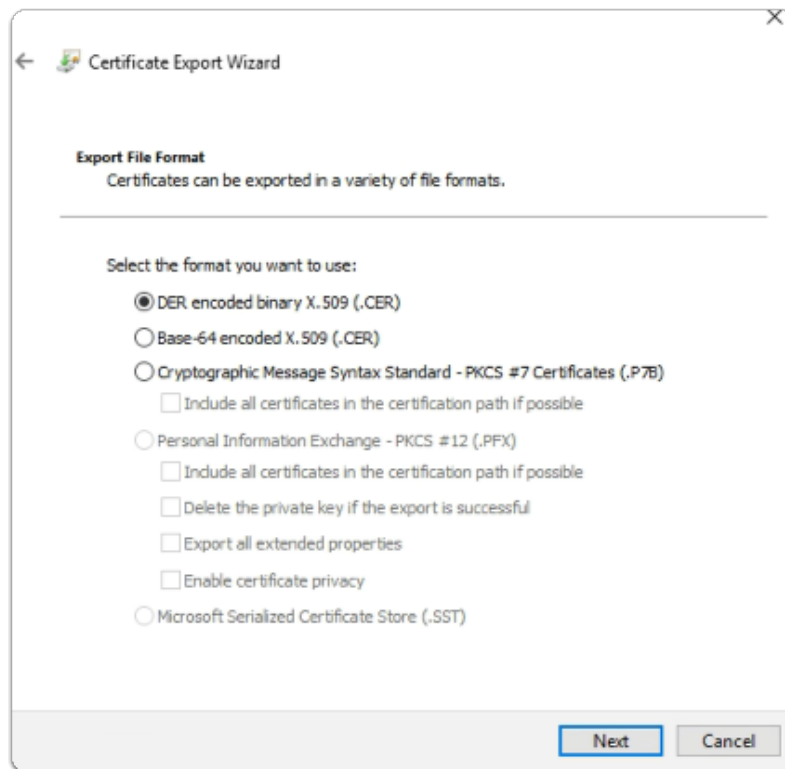 Certificate Export Wizard
Export File Format
Certificates can be exported in a variety of file formats.
Select the format you want to use:
DER encoded binary X.509 (.CER)
Base-64 encoded X.509 (.CER)
Cryptographic Message Syntax Standard - PKCS #7 Certificates (.P7B)
Include all certificates in the certification path if possible
Personal Information Exchange - PKCS #12 (.PFX)
Include all certificates in the certification path if possible
Delete the private key if the export is successful
Export all extended properties
Enable certificate privacy
Microsoft Serialized Certificate Store (.SST)
Next Cancel